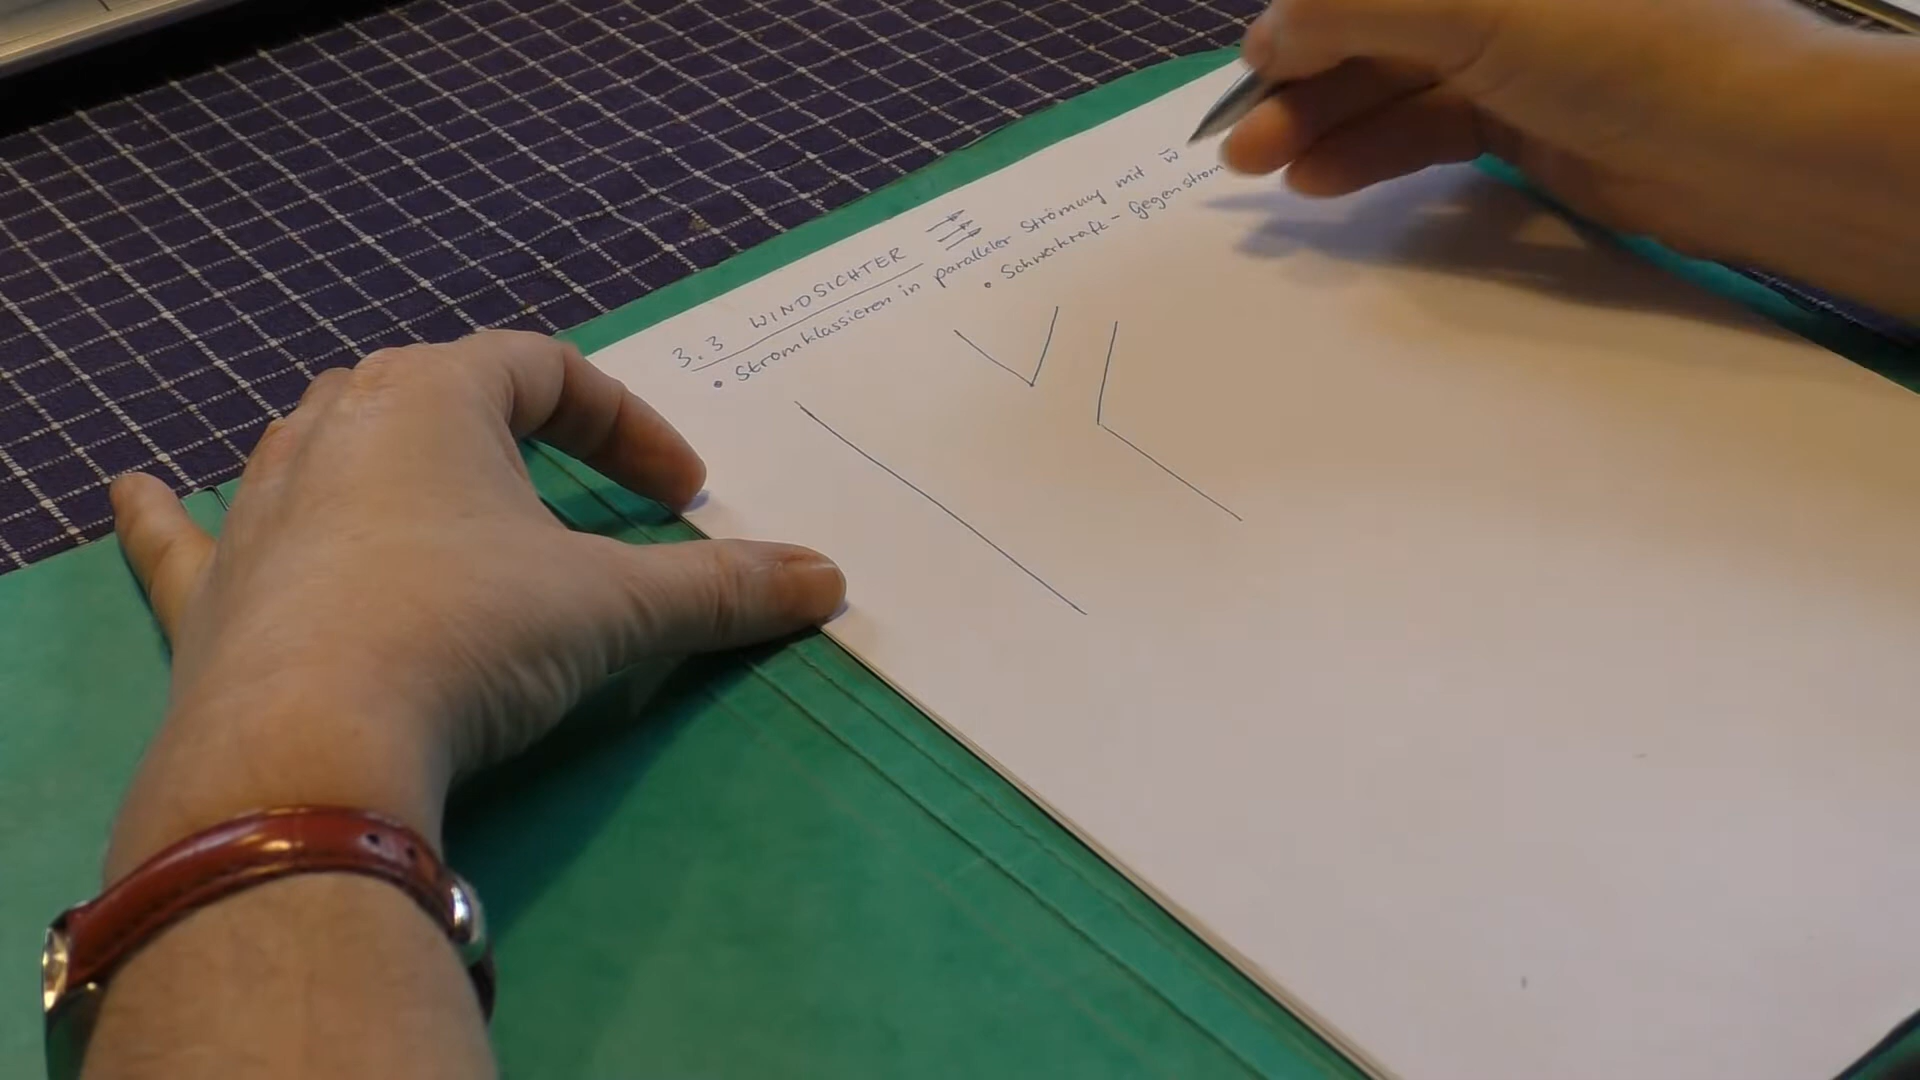 3.3 WINDSICHTER
• Stromklassieren in paralleler Strömung mit w̄
• Schwerkraft - Gegenstrom